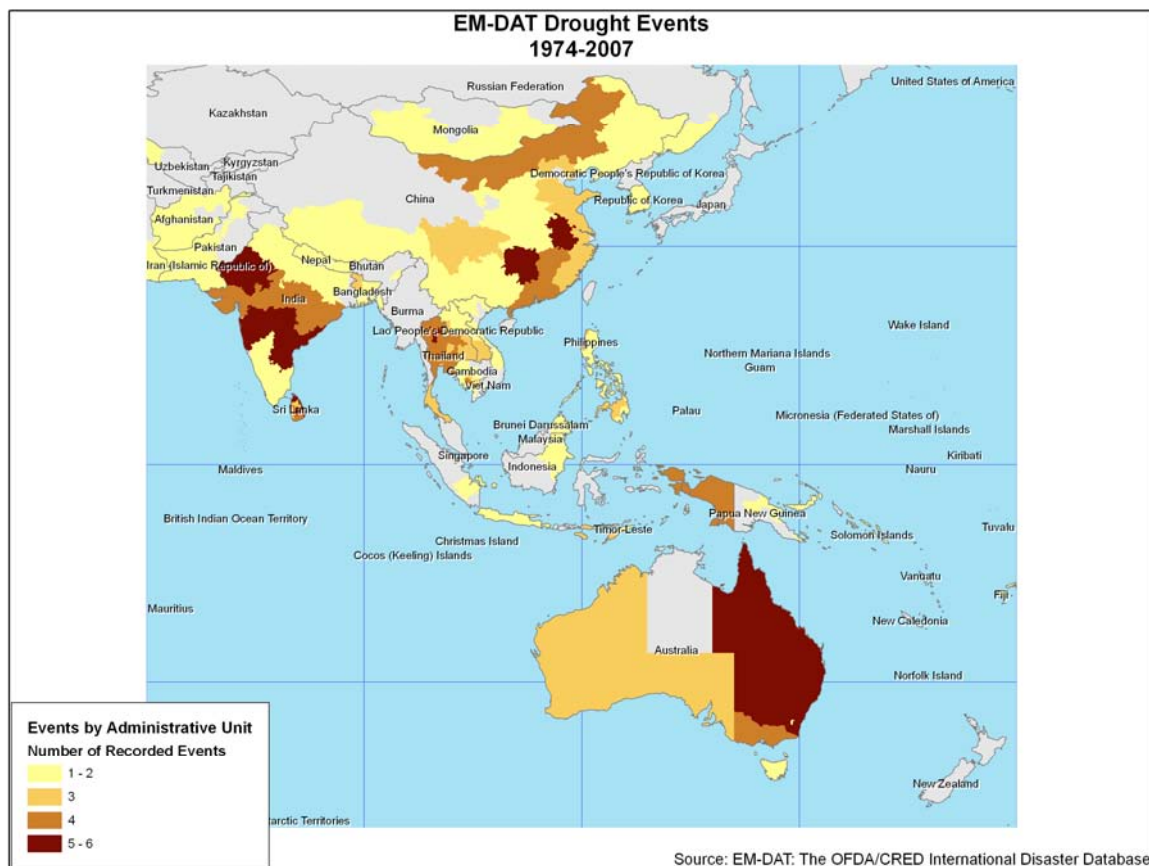 EM-DAT Drought Events
1974-2007
United States of America
Russian Federation
Kazakhstan
Mongolia
Uzbekistan
Kyrgyzstan
Tajikistan
Turkmenistan
Democratic People's Republic of Korea
China
Republic of Korea
Japan
Afghanistan
Pakistan
Iran (Islamic Republic of)
Nepal
Bhutan
Bangladesh
India
Burma
Lao People's Democratic Republic
Wake Island
Philippines
Northern Mariana Islands
Thailand
Guam
Cambodia
Viet Nam
Sri Lanka
Palau
Micronesia (Federated States of)
Brunei Darussalam
Marshall Islands
Malaysia
Singapore
Kiribati
Maldives
Indonesia
Nauru
British Indian Ocean Territory
Papua New Guinea
Timor-Leste
Tuvalu
Christmas Island
Solomon Islands
Cocos (Keeling) Islands
Vanuatu
Fiji
Mauritius
New Caledonia
Australia
Norfolk Island
New Zealand
Events by Administrative Unit
Number of Recorded Events
1 - 2
3
4
5 - 6
Territories
Source: EM-DAT: The OFDA/CRED International Disaster Database